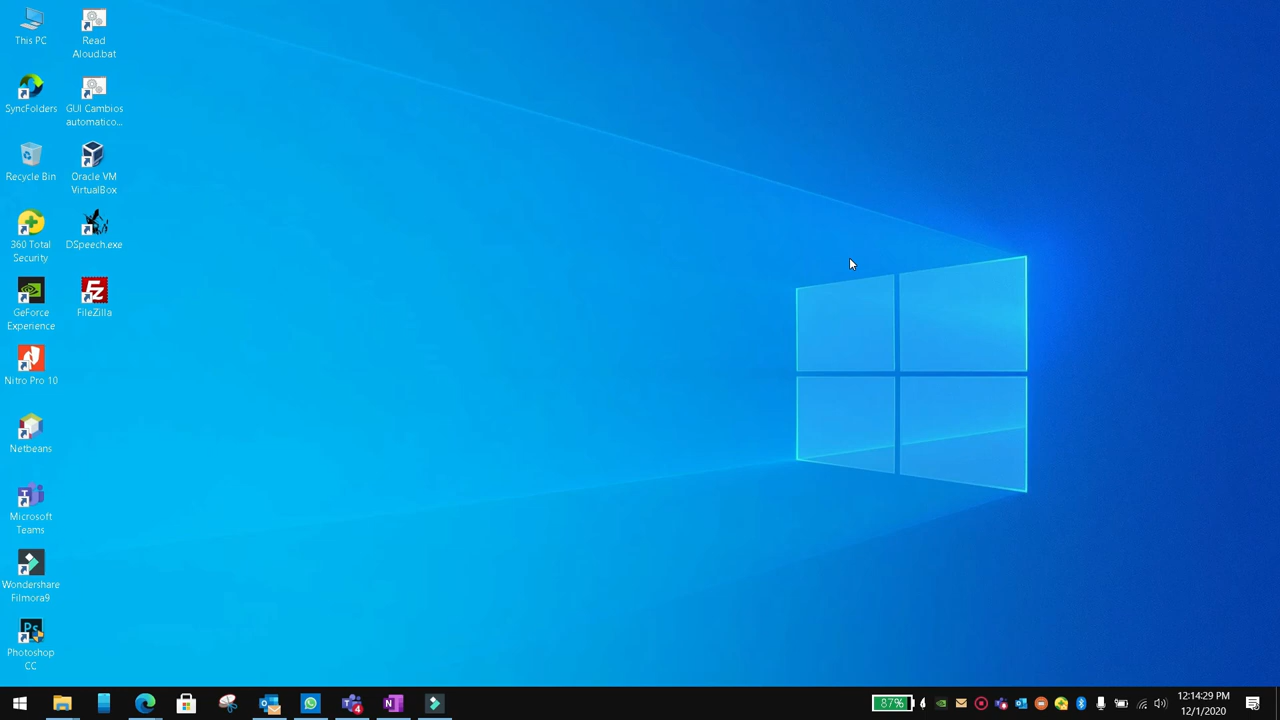 This PC
Read
Aloud.bat
SyncFolders
GUI Cambios
automatico...
Recycle Bin
Oracle VM
VirtualBox
360 Total
Security
DSpeech.exe
GeForce
Experience
FileZilla
Nitro Pro 10
Netbeans
Microsoft
Teams
Wondershare
Filmora9
Photoshop
CC
87%
12:14:29 PM
12/1/2020